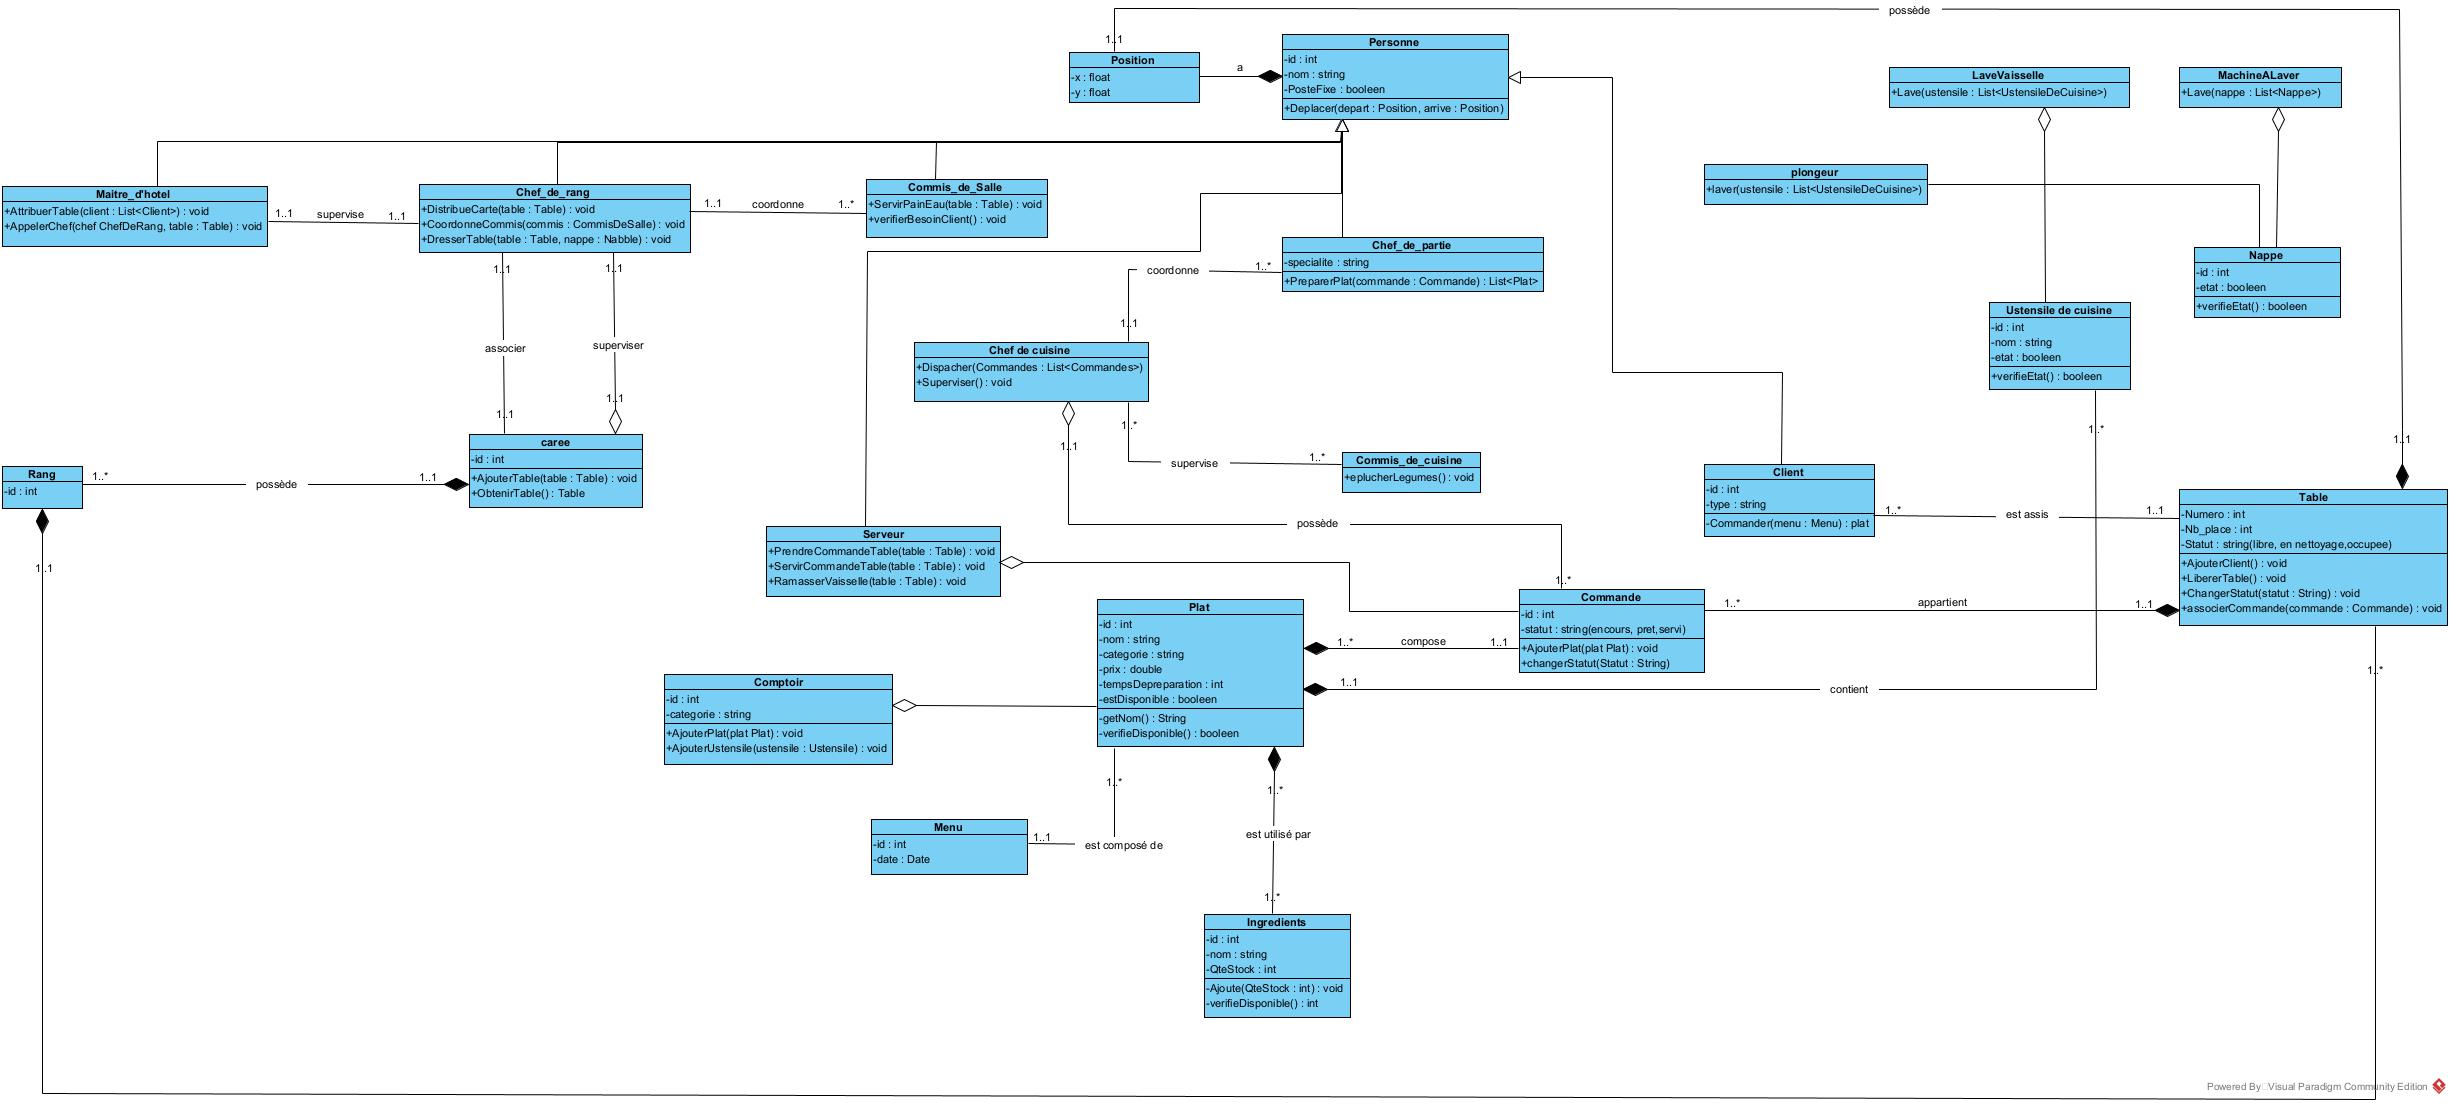 possède
1..1
Position
-x : float
-y : float
a
Personne
-id : int
-nom : string
-PosteFixe : booleen
+Deplacer(depart : Position, arrive : Position)
LaveVaisselle
+Lave(ustensile : List<UstensileDeCuisine>)
MachineALaver
+Lave(nappe : List<Nappe>)
plongeur
+laver(ustensile : List<UstensileDeCuisine>)
Maitre_d'hotel
+AttribuerTable(client : List<Client>) : void
+AppelerChef(chef ChefDeRang, table : Table) : void
1..1
supervise
1..1
Chef_de_rang
+DistribueCarte(table : Table) : void
+CoordonneCommis(commis : CommisDeSalle) : void
+DresserTable(table : Table, nappe : Nabble) : void
1..1
coordonne
1..*
Commis_de_Salle
+ServirPainEau(table : Table) : void
+verifierBesoinClient() : void
Chef_de_partie
-specialite : string
+PreparerPlat(commande : Commande) : List<Plat>
coordonne
1..*
1..1
Nappe
-id : int
-etat : booleen
+verifieEtat() : booleen
Ustensile de cuisine
-id : int
-nom : string
-etat : booleen
+verifieEtat() : booleen
1..*
1..1
1..1
associer
superviser
1..1
1..1
Chef de cuisine
+Dispacher(Commandes : List<Commandes>)
+Superviser() : void
1..1
1..*
supervise
1..*
Commis_de_cuisine
+eplucherLegumes() : void
caree
-id : int
+AjouterTable(table : Table) : void
+ObtenirTable() : Table
Rang
-id : int
1..*
possède
1..1
1..1
Client
-id : int
-type : string
-Commander(menu : Menu) : plat
1..*
est assis
1..1
1..1
Table
-Numero : int
-Nb_place : int
-Statut : string(libre, en nettoyage,occupee)
+AjouterClient() : void
+LibererTable() : void
+ChangerStatut(statut : String) : void
+associerCommande(commande : Commande) : void
1..*
possède
1..*
Serveur
+PrendreCommandeTable(table : Table) : void
+ServirCommandeTable(table : Table) : void
+RamasserVaisselle(table : Table) : void
Commande
-id : int
-statut : string(encours, pret,servi)
+AjouterPlat(plat Plat) : void
+changerStatut(Statut : String)
1..*
appartient
1..1
Plat
-id : int
-nom : string
-categorie : string
-prix : double
-tempsDepreparation : int
-estDisponible : booleen
-getNom() : String
-verifieDisponible() : booleen
1..*
compose
1..1
1..1
contient
Comptoir
-id : int
-categorie : string
+AjouterPlat(plat Plat) : void
+AjouterUstensile(ustensile : Ustensile) : void
1..*
1..*
Menu
-id : int
-date : Date
1..1
est composé de
est utilisé par
1..*
Ingredients
-id : int
-nom : string
-QteStock : int
-Ajoute(QteStock : int) : void
-verifieDisponible() : int
Powered By Visual Paradigm Community Edition